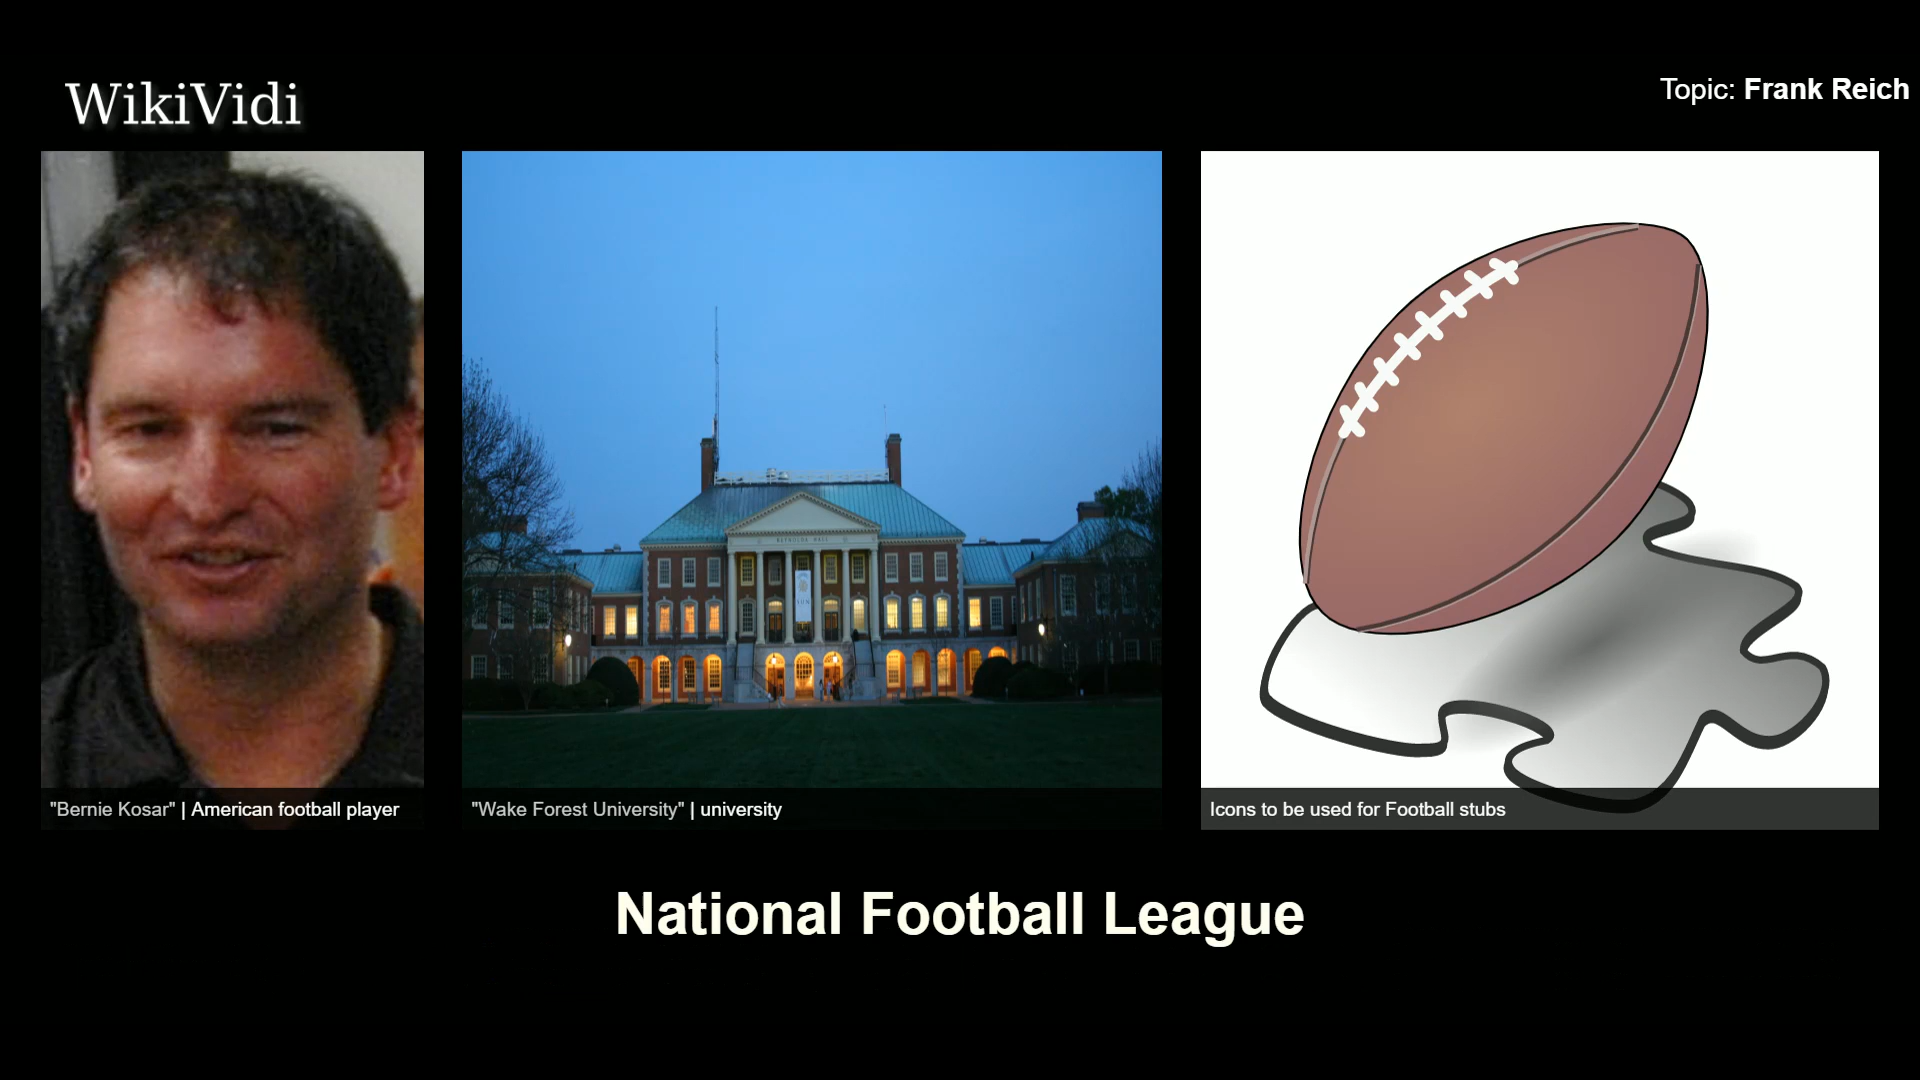 WikiVidi
Topic: Frank Reich
"Bernie Kosar" | American football player
"Wake Forest University" | university
Icons to be used for Football stubs
National Football League